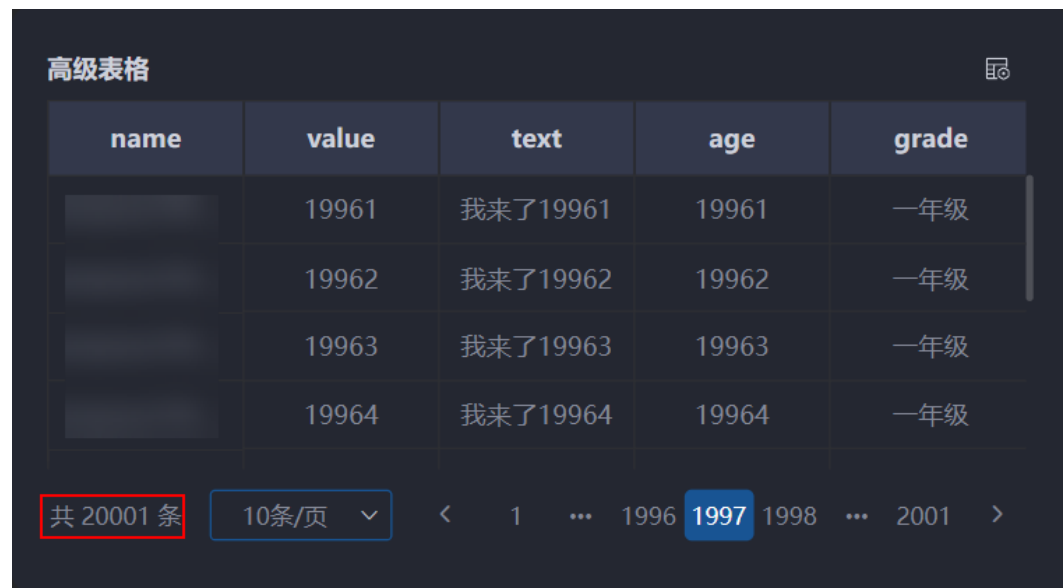 高级表格
name value text age grade
19961 我来了19961 19961 一年级
19962 我来了19962 19962 一年级
19963 我来了19963 19963 一年级
19964 我来了19964 19964 一年级
共 20001 条 10条/页 1 ••• 1996 1997 1998 ••• 2001